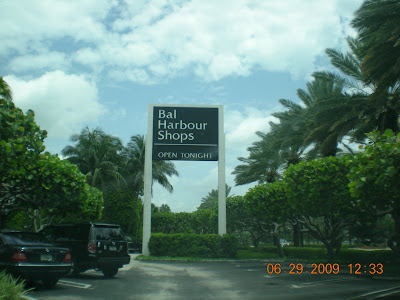 Bal
Harbour
Shops
OPEN TONIGHT
06 29 2009 12:33